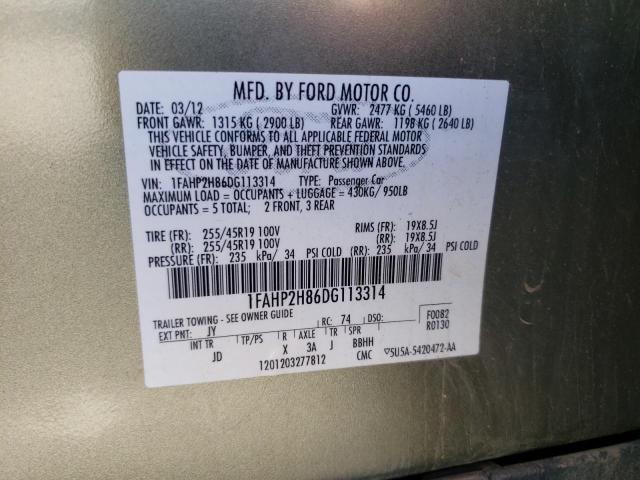 MFD. BY FORD MOTOR CO.
DATE: 03/12 GVWR: 2477 KG ( 5460 LB)
FRONT GAWR: 1315 KG ( 2900 LB) REAR GAWR: 1198 KG ( 2640 LB)
THIS VEHICLE CONFORMS TO ALL APPLICABLE FEDERAL MOTOR
VEHICLE SAFETY, BUMPER, AND THEFT PREVENTION STANDARDS
IN EFFECT ON THE DATE OF MANUFACTURE SHOWN ABOVE.
VIN: 1FAHP2H86DG113314 TYPE: Passenger Car
MAXIMUM LOAD = OCCUPANTS + LUGGAGE = 430KG/ 950LB
OCCUPANTS = 5 TOTAL; 2 FRONT, 3 REAR
TIRE (FR): 255/45R19 100V RIMS (FR): 19X8.5J
(RR): 255/45R19 100V (RR): 19X8.5J
PRESSURE (FR): 235 kPa/ 34 PSI COLD (RR): 235 kPa/ 34 PSI COLD
1FAHP2H86DG113314
TRAILER TOWING - SEE OWNER GUIDE
EXT PNT: JY RC: 74 DSO: F0082
R0130
INT TR TP/PS R AXLE TR SPR
JD X 3A J BBHH
1201203277812 CMC ▽5U5A-5420472-AA